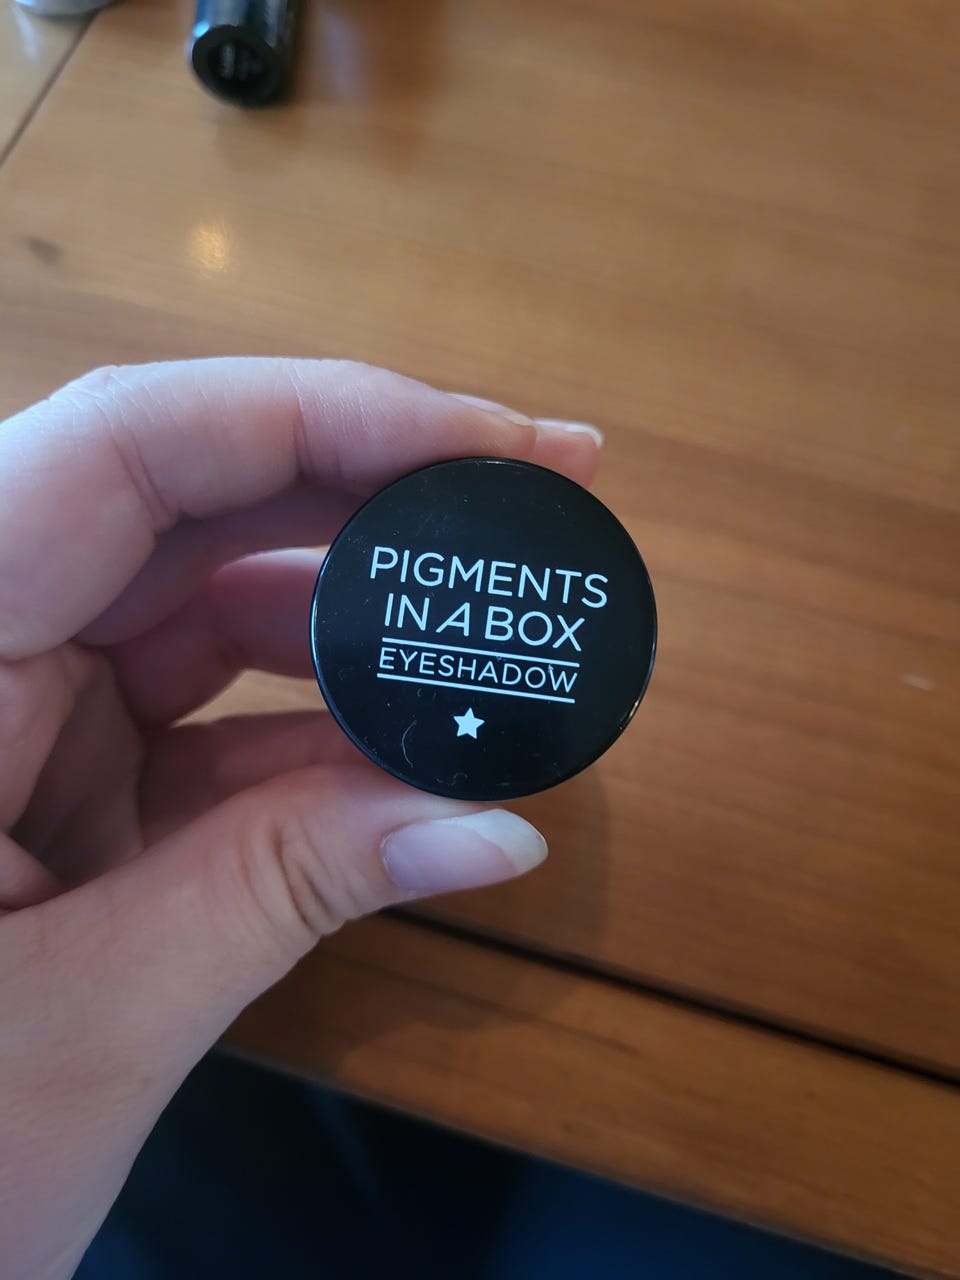 PIGMENTS
IN A BOX
EYESHADOW